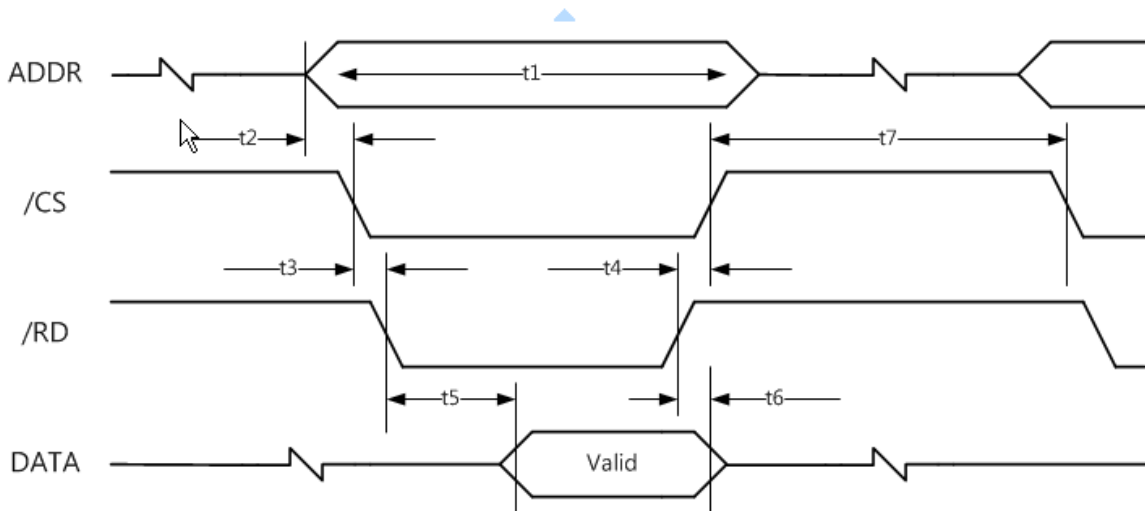 ADDR
t1
t2
t7
/CS
t3
t4
/RD
t5
t6
DATA
Valid